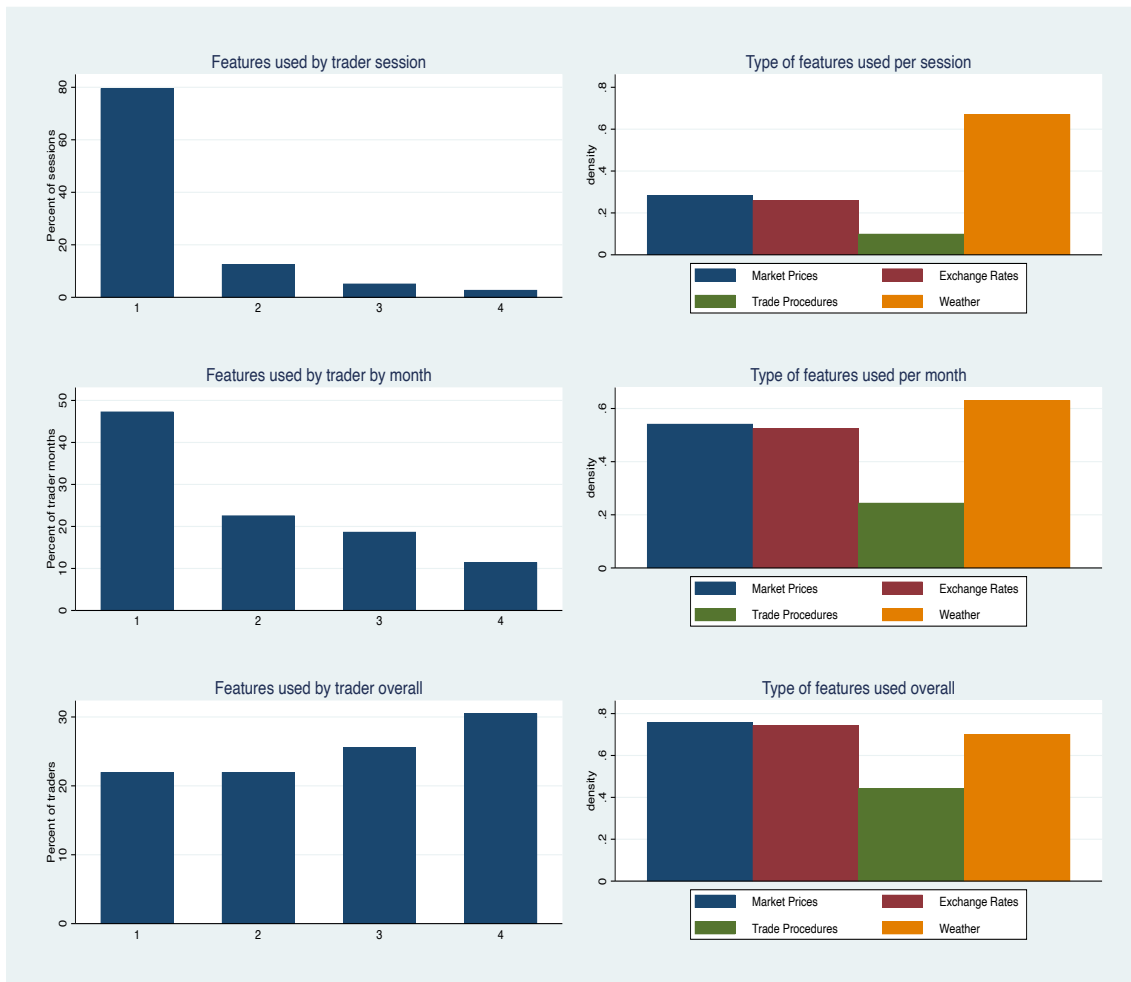 Features used by trader session
Percent of sessions
0 20 40 60 80
1 2 3 4
Type of features used per session
density
0 .2 .4 .6 .8
Market Prices Exchange Rates
Trade Procedures Weather
Features used by trader by month
Percent of trader months
0 10 20 30 40 50
1 2 3 4
Type of features used per month
density
0 .2 .4 .6
Market Prices Exchange Rates
Trade Procedures Weather
Features used by trader overall
Percent of traders
0 10 20 30
1 2 3 4
Type of features used overall
density
0 .2 .4 .6 .8
Market Prices Exchange Rates
Trade Procedures Weather